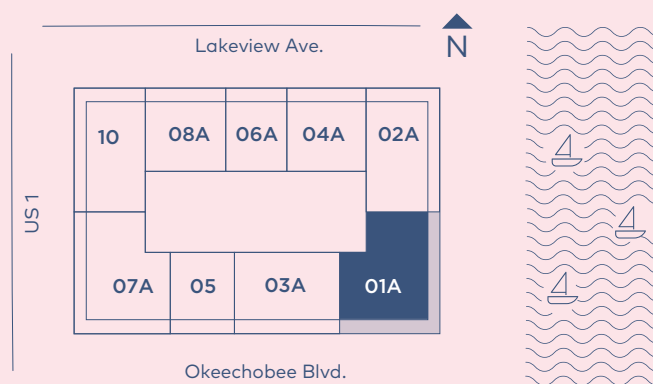 Lakeview Ave.
N
US 1
10
08A
06A
04A
02A
07A
05
03A
01A
Okeechobee Blvd.